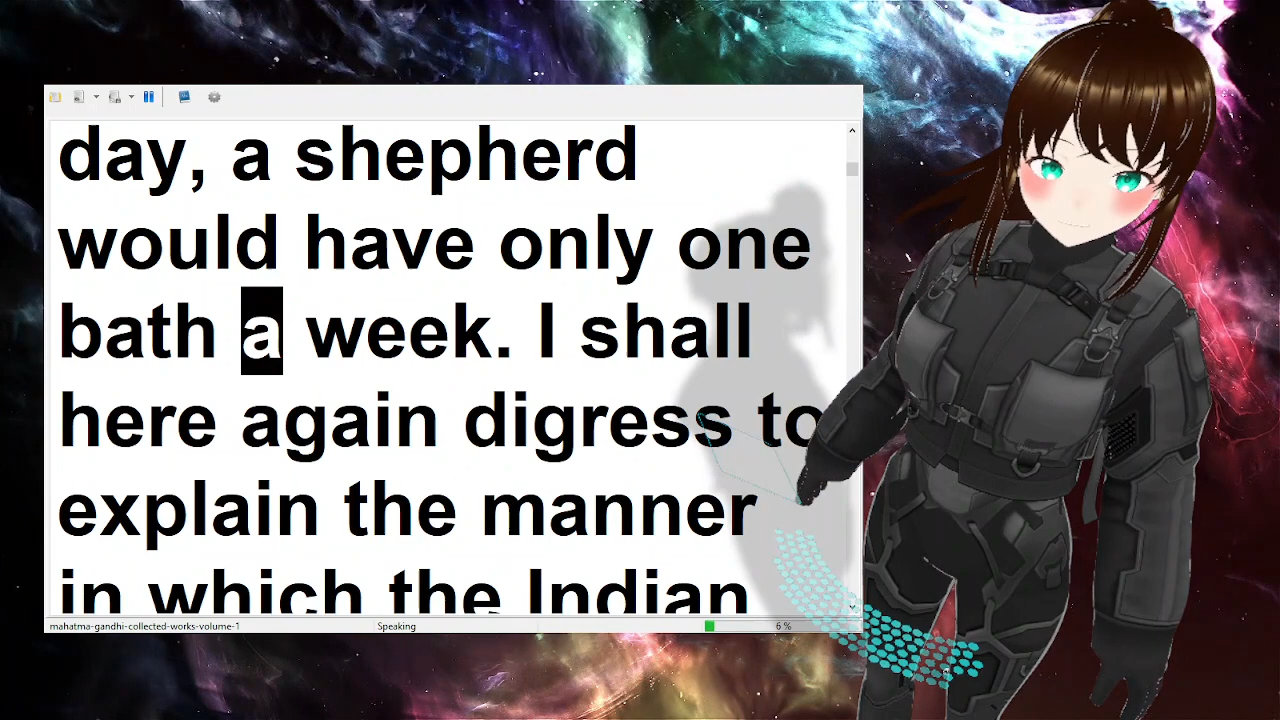 day, a shepherd
would have only one
bath a week. I shall
here again digress to
explain the manner
in which the Indian
mahatma-gandhi-collected-works-volume-1 Speaking 6 %